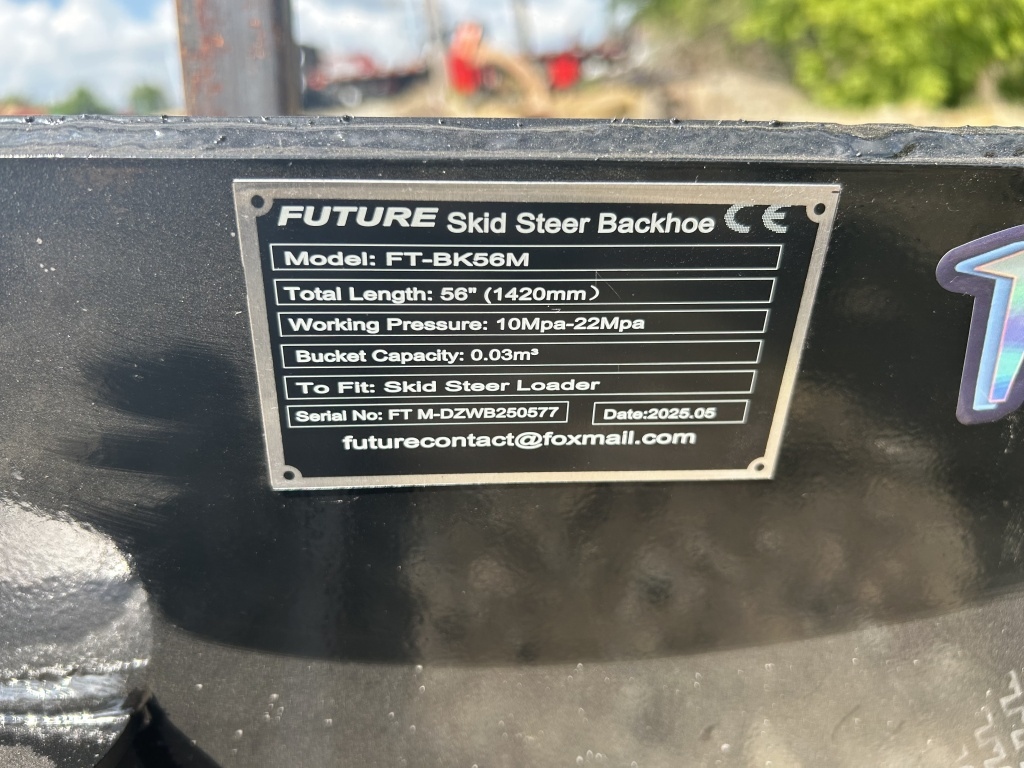 FUTURE Skid Steer Backhoe CE
Model: FT-BK56M
Total Length: 56" (1420mm）
Working Pressure: 10Mpa-22Mpa
Bucket Capacity: 0.03m³
To Fit: Skid Steer Loader
Serial No: FT M-DZWB250577 Date:2025.05
futurecontact@foxmail.com